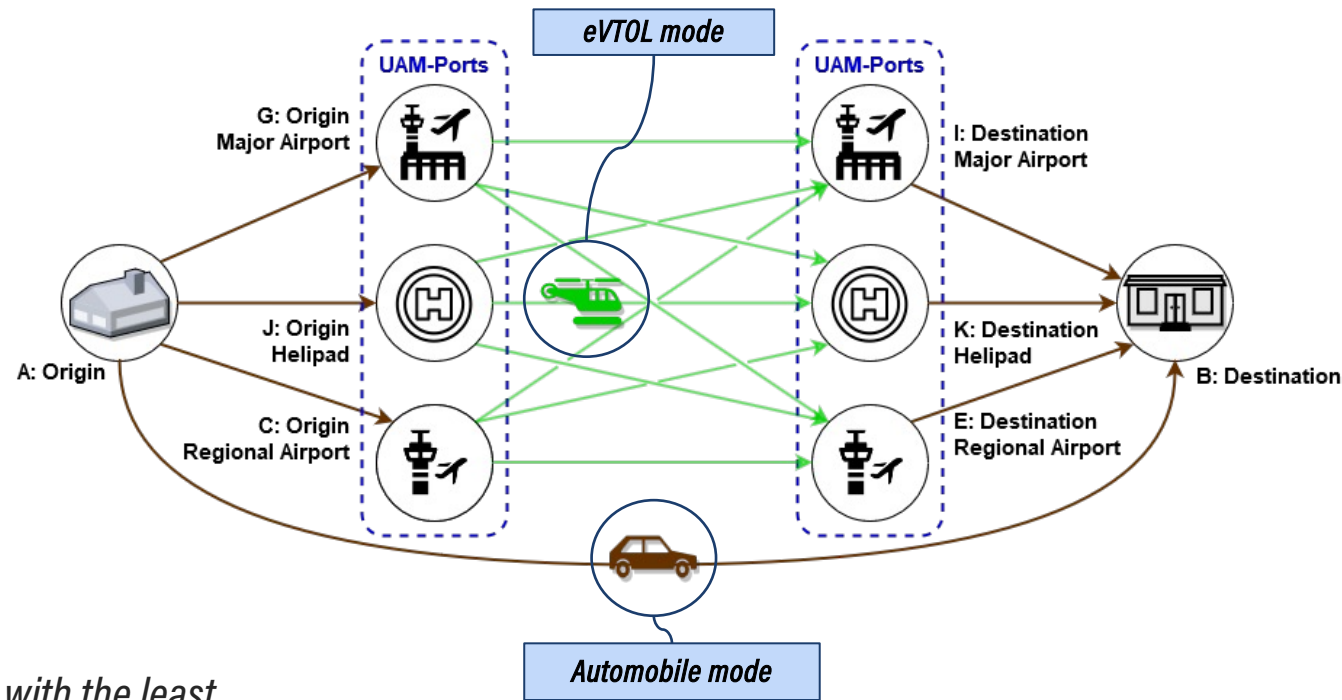 eVTOL mode
UAM-Ports
UAM-Ports
G: Origin
Major Airport
I: Destination
Major Airport
J: Origin
Helipad
K: Destination
Helipad
A: Origin
B: Destination
C: Origin
Regional Airport
E: Destination
Regional Airport
Automobile mode
with the least